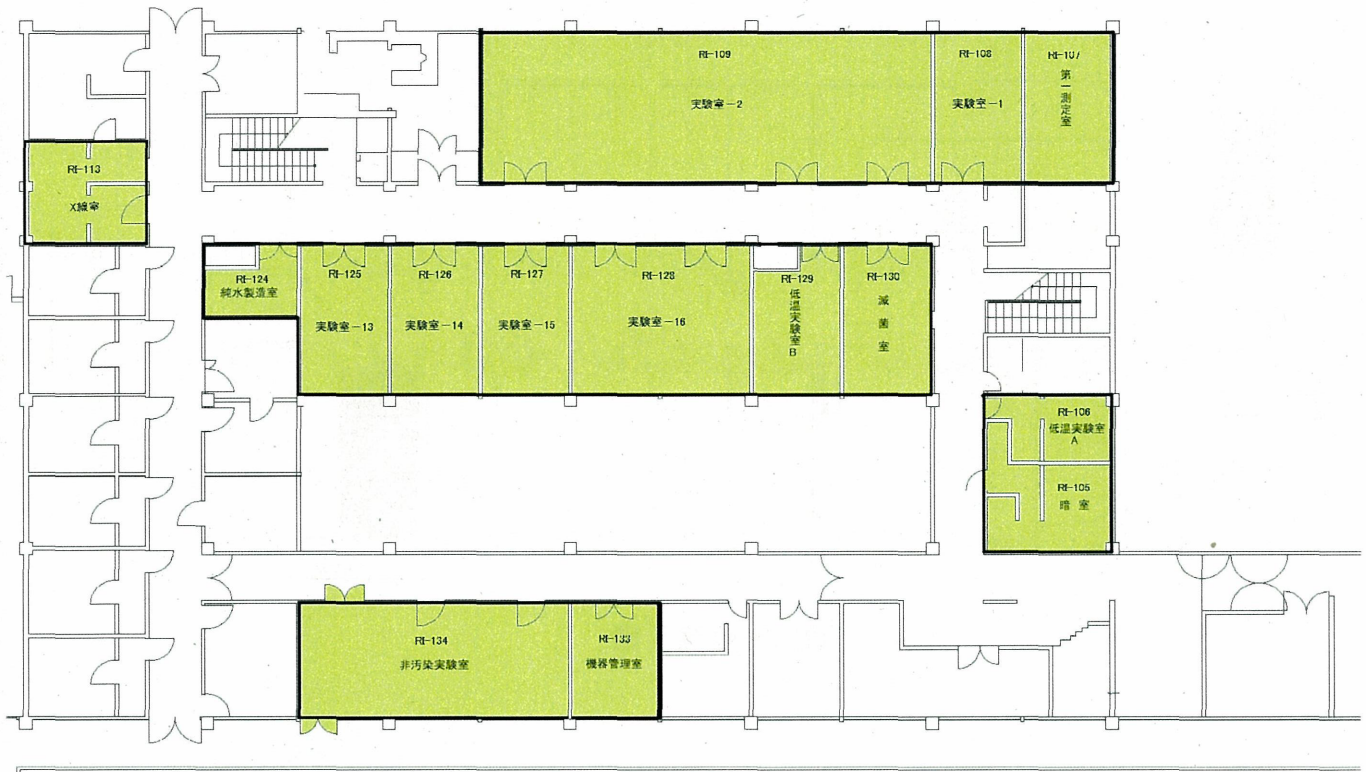 RI-109
実験室-2
RI-108
実験室-1
RI-107
第一測定室
RI-113
X線室
RI-124
純水製造室
RI-125
実験室-13
RI-126
実験室-14
RI-127
実験室-15
RI-128
実験室-16
RI-129
低温実験室B
RI-130
滅菌室
RI-106
低温実験室
A
RI-105
暗室
RI-134
非汚染実験室
RI-133
機器管理室